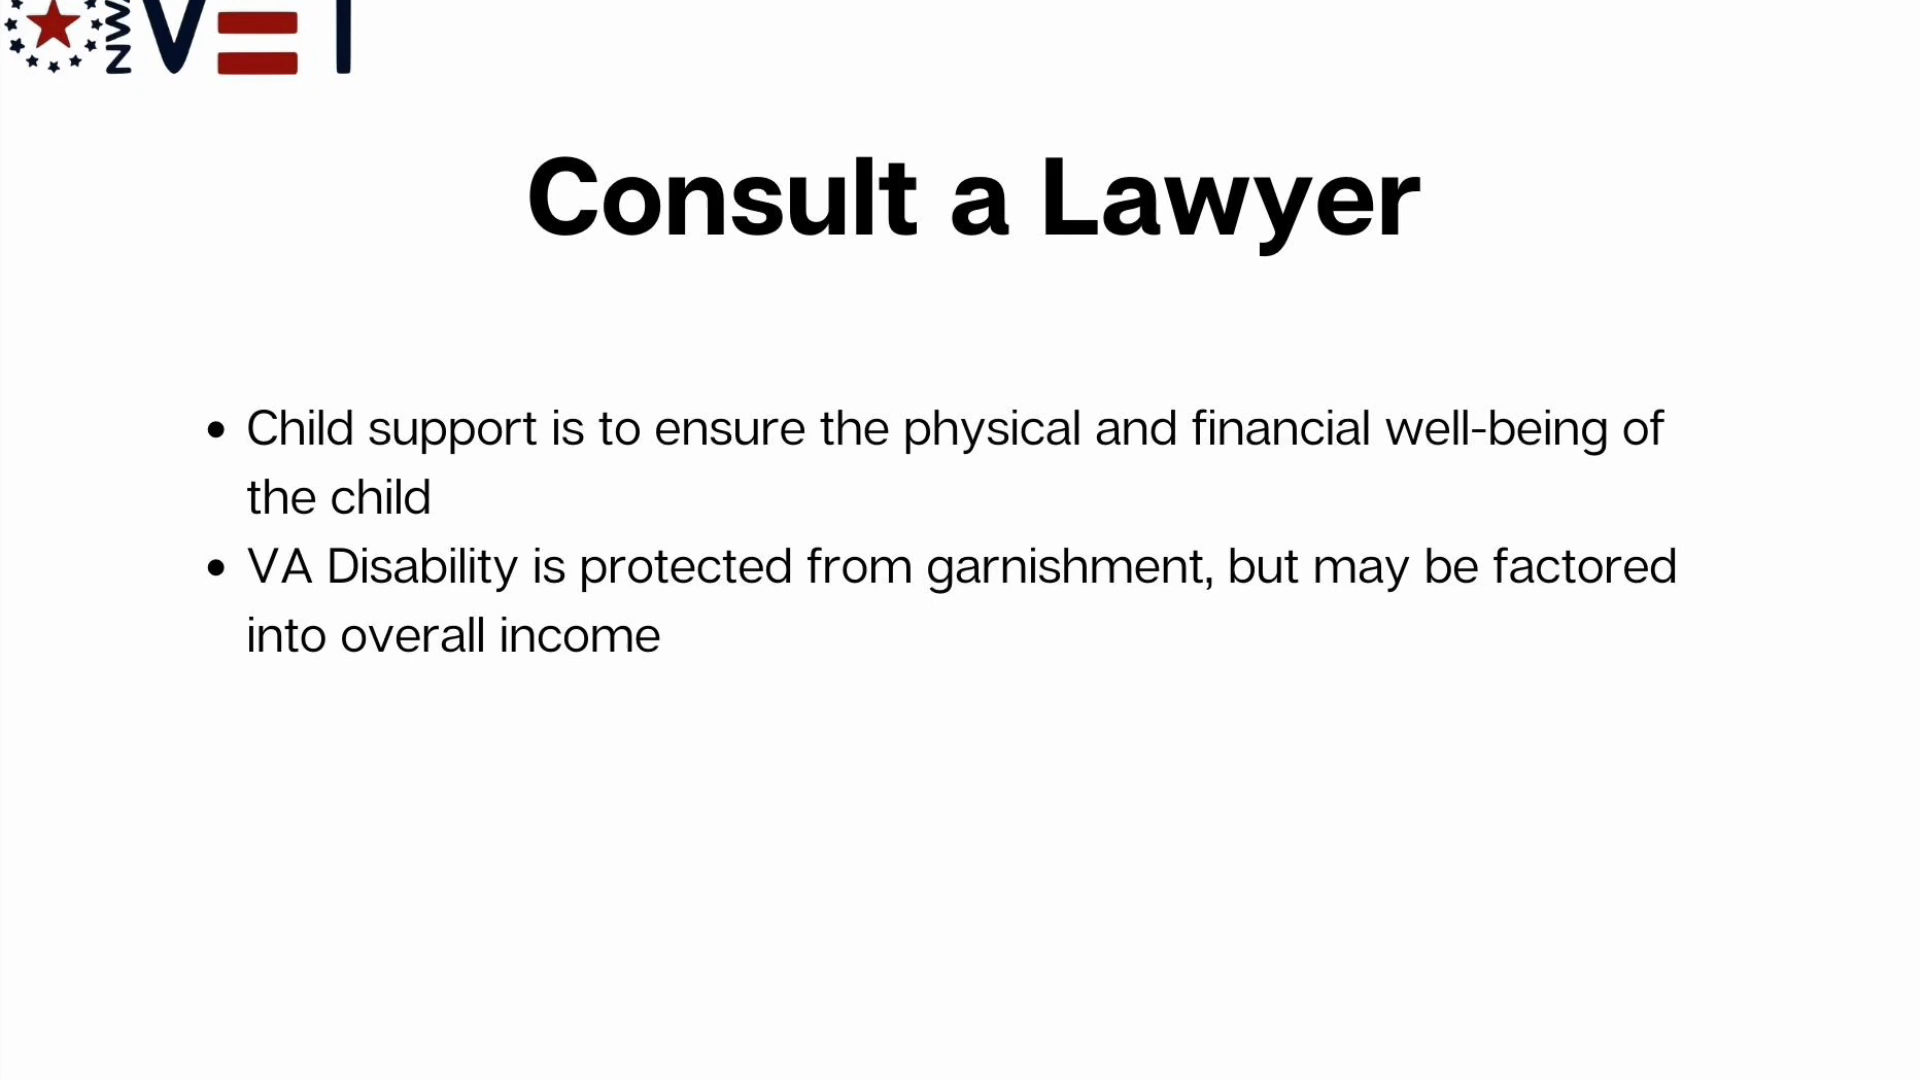 VET
Consult a Lawyer
• Child support is to ensure the physical and financial well-being of
the child
• VA Disability is protected from garnishment, but may be factored
into overall income